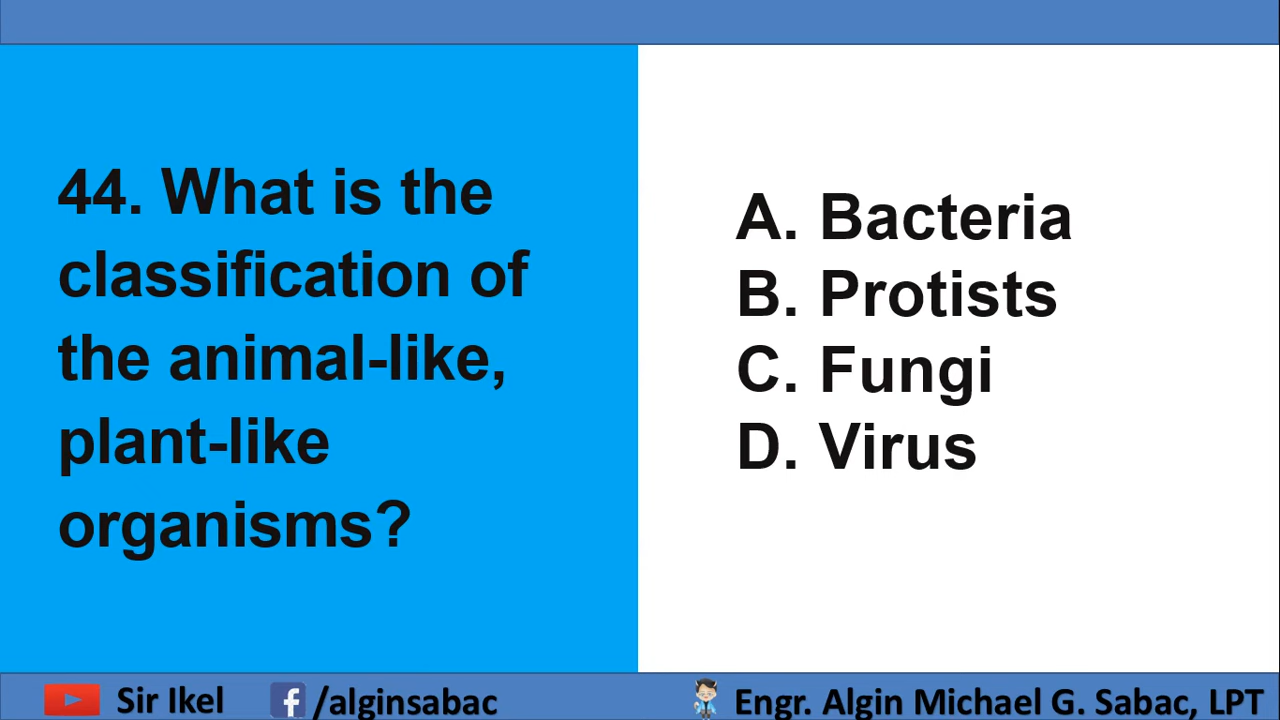 44. What is the
classification of
the animal-like,
plant-like
organisms?
A. Bacteria
B. Protists
C. Fungi
D. Virus
Sir Ikel
/alginsabac
Engr. Algin Michael G. Sabac, LPT